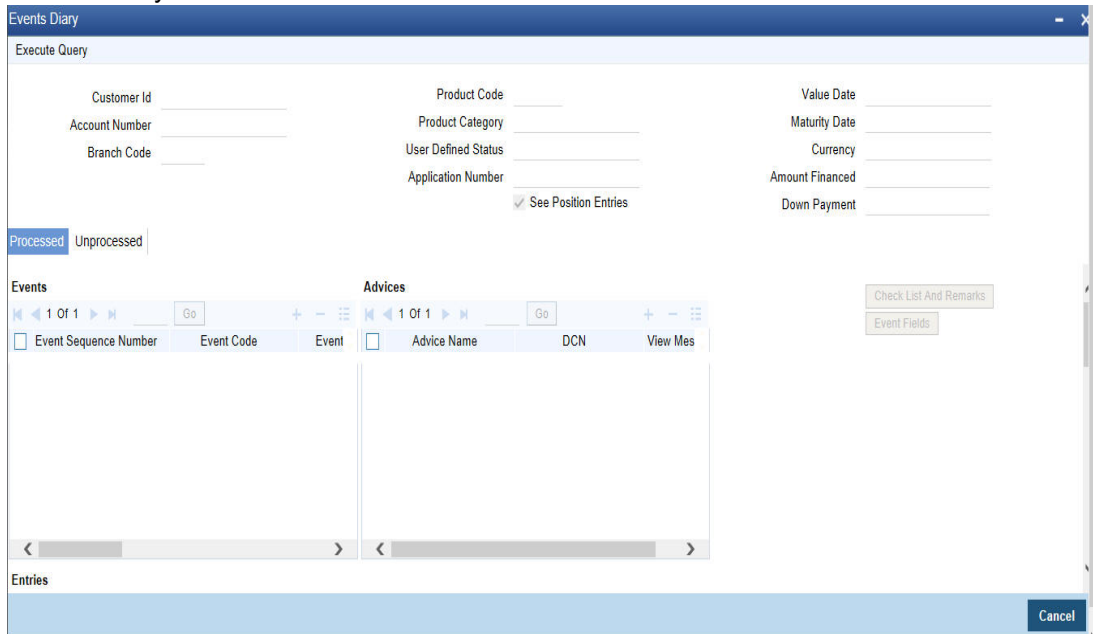 Events Diary
Execute Query
Customer Id
Account Number
Branch Code
Product Code
Product Category
User Defined Status
Application Number
See Position Entries
Value Date
Maturity Date
Currency
Amount Financed
Down Payment
Processed Unprocessed
Events
1 Of 1 Go
Event Sequence Number Event Code Event
Advices
1 Of 1 Go
Advice Name DCN View Mes
Check List And Remarks
Event Fields
Entries
Cancel